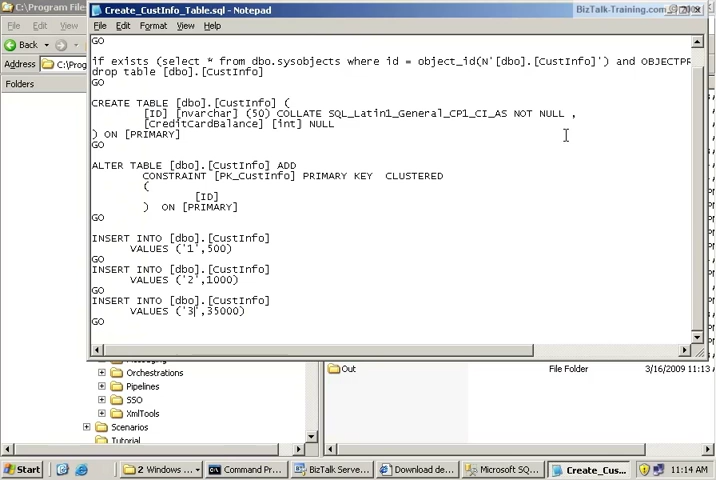 C:\Program Files
Create_CustInfo_Table.sql - Notepad
BizTalk-Training.com
File Edit View
File Edit Format View Help
Back
Address
C:\Prog
Folders
GO
if exists (select * from dbo.sysobjects where id = object_id(N'[dbo].[CustInfo]') and OBJECTPR
drop table [dbo].[CustInfo]
GO
CREATE TABLE [dbo].[CustInfo] (
[ID] [nvarchar] (50) COLLATE SQL_Latin1_General_CP1_CI_AS NOT NULL ,
[CreditCardBalance] [int] NULL
) ON [PRIMARY]
GO
ALTER TABLE [dbo].[CustInfo] ADD
CONSTRAINT [PK_CustInfo] PRIMARY KEY CLUSTERED
(
[ID]
) ON [PRIMARY]
GO
INSERT INTO [dbo].[CustInfo]
VALUES ('1',500)
GO
INSERT INTO [dbo].[CustInfo]
VALUES ('2',1000)
GO
INSERT INTO [dbo].[CustInfo]
VALUES ('3',35000)
GO
Out File Folder 3/16/2009 11:13
Orchestrations
Pipelines
SSO
XmlTools
Scenarios
Tutorial
Start
2 Windows ...
Command Pr...
BizTalk Serve...
Download de...
Microsoft SQ...
Create_Cus...
11:14 AM